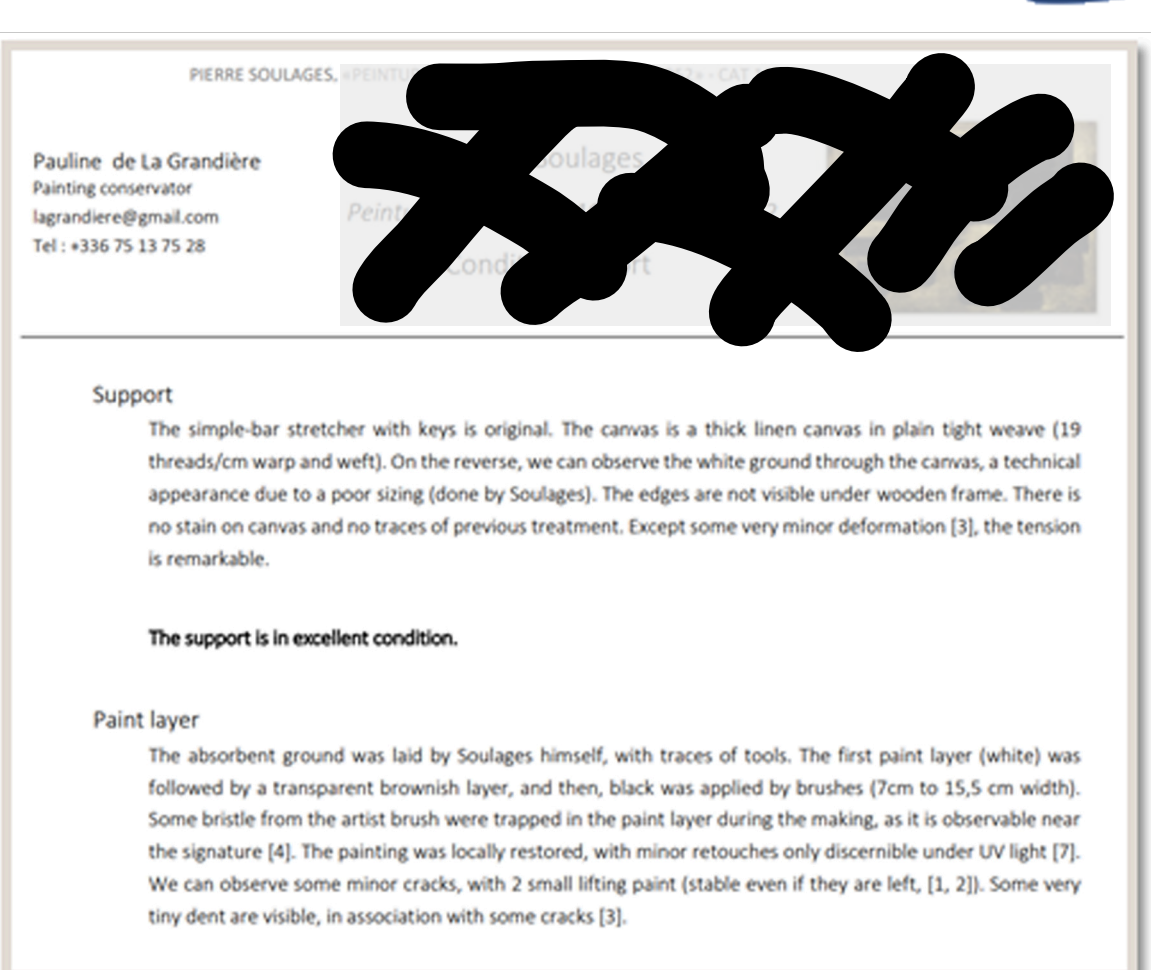 PIERRE SOULAGES, «PEINTU
Pauline de La Grandière
Painting conservator
lagrandiere@gmail.com
Tel : +336 75 13 75 28
Soulages
Support
The simple-bar stretcher with keys is original. The canvas is a thick linen canvas in plain tight weave (19
threads/cm warp and weft). On the reverse, we can observe the white ground through the canvas, a technical
appearance due to a poor sizing (done by Soulages). The edges are not visible under wooden frame. There is
no stain on canvas and no traces of previous treatment. Except some very minor deformation [3], the tension
is remarkable.
The support is in excellent condition.
Paint layer
The absorbent ground was laid by Soulages himself, with traces of tools. The first paint layer (white) was
followed by a transparent brownish layer, and then, black was applied by brushes (7cm to 15,5 cm width).
Some bristle from the artist brush were trapped in the paint layer during the making, as it is observable near
the signature [4]. The painting was locally restored, with minor retouches only discernible under UV light [7].
We can observe some minor cracks, with 2 small lifting paint (stable even if they are left, [1, 2]). Some very
tiny dent are visible, in association with some cracks [3].